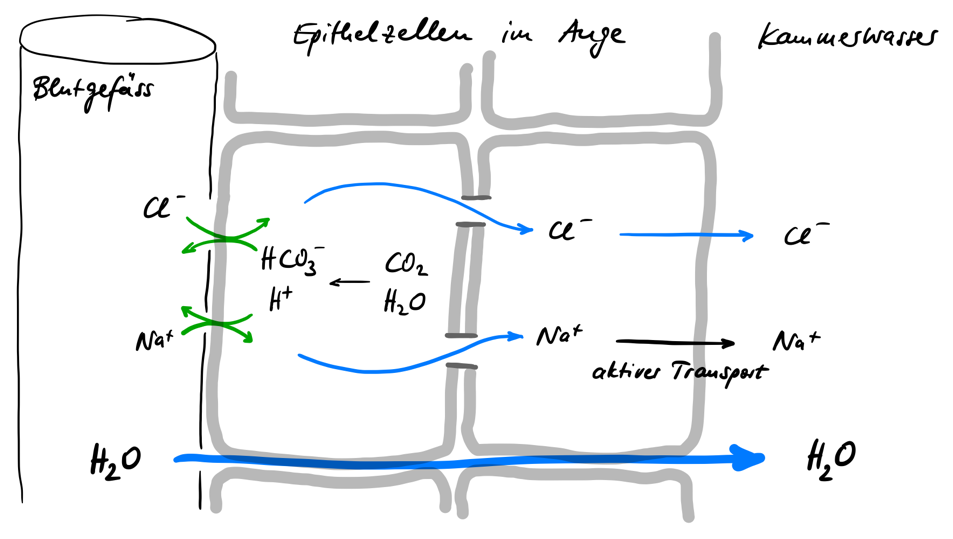 Epithelzellen im Auge
Kammerwasser
Blutgefäss
Cl⁻
HCO₃⁻
H⁺
CO₂
H₂O
Cl⁻
Cl⁻
Na⁺
Na⁺
Na⁺
aktiver Transport
H₂O
H₂O